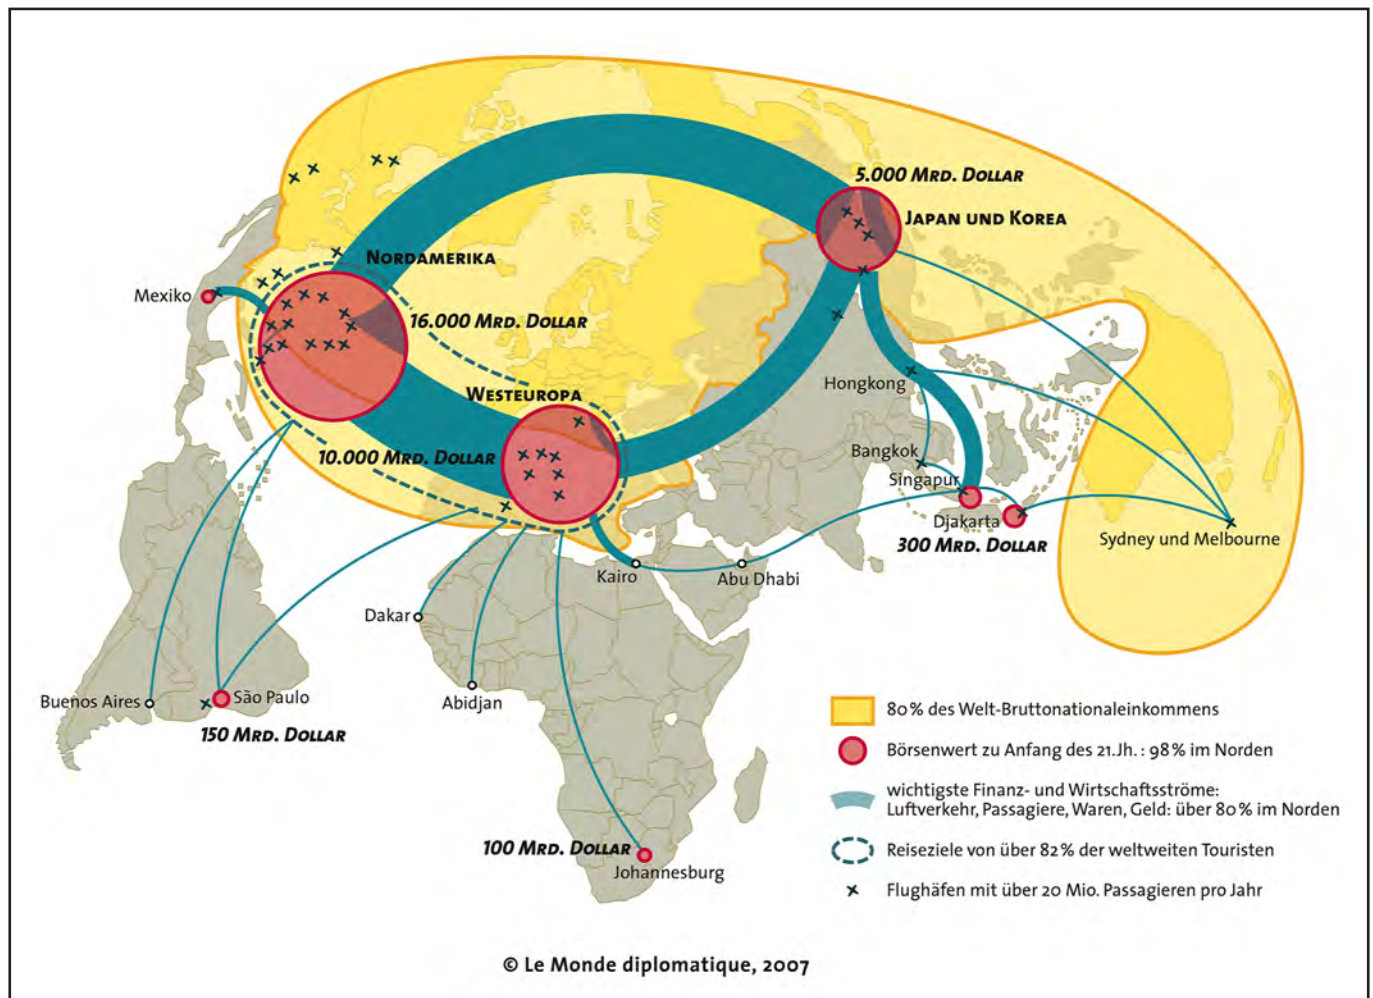 5.000 Mrd. Dollar
Japan und Korea
Nordamerika
Mexiko
16.000 Mrd. Dollar
Hongkong
Westeuropa
10.000 Mrd. Dollar
Bangkok
Singapur
Djakarta
300 Mrd. Dollar
Sydney und Melbourne
Kairo
Abu Dhabi
Dakar
Buenos Aires
São Paulo
Abidjan
150 Mrd. Dollar
100 Mrd. Dollar
Johannesburg
80 % des Welt-Bruttonationaleinkommens
Börsenwert zu Anfang des 21.Jh. : 98 % im Norden
wichtigste Finanz- und Wirtschaftsströme:
Luftverkehr, Passagiere, Waren, Geld: über 80 % im Norden
Reiseziele von über 82 % der weltweiten Touristen
Flughäfen mit über 20 Mio. Passagieren pro Jahr
© Le Monde diplomatique, 2007